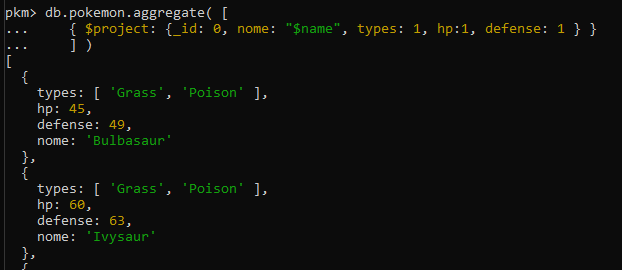 pkm> db.pokemon.aggregate( [
...     { $project: {_id: 0, nome: "$name", types: 1, hp:1, defense: 1 } }
...     ] )
[
  {
    types: [ 'Grass', 'Poison' ],
    hp: 45,
    defense: 49,
    nome: 'Bulbasaur'
  },
  {
    types: [ 'Grass', 'Poison' ],
    hp: 60,
    defense: 63,
    nome: 'Ivysaur'
  },
  {